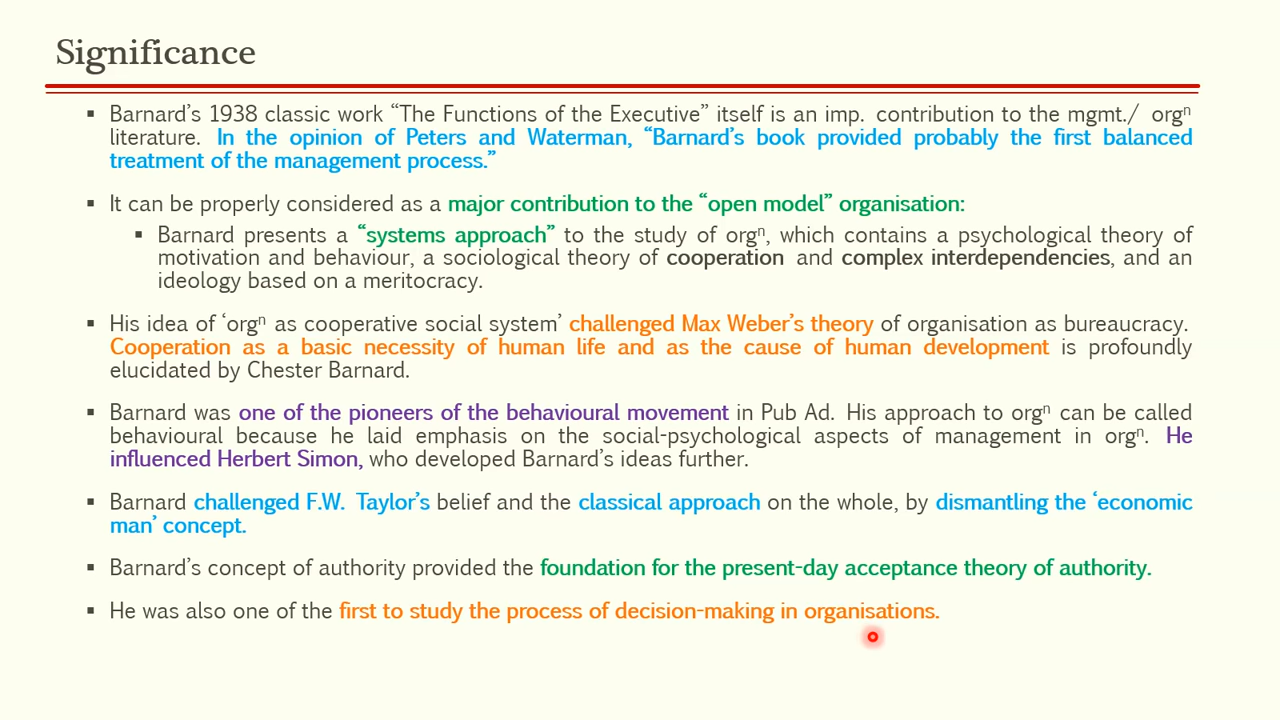 Significance
▪ Barnard’s 1938 classic work “The Functions of the Executive” itself is an imp. contribution to the mgmt./ orgⁿ
literature. In the opinion of Peters and Waterman, “Barnard’s book provided probably the first balanced
treatment of the management process.”
▪ It can be properly considered as a major contribution to the “open model” organisation:
▪ Barnard presents a “systems approach” to the study of orgⁿ, which contains a psychological theory of
motivation and behaviour, a sociological theory of cooperation and complex interdependencies, and an
ideology based on a meritocracy.
▪ His idea of ‘orgⁿ as cooperative social system’ challenged Max Weber’s theory of organisation as bureaucracy.
Cooperation as a basic necessity of human life and as the cause of human development is profoundly
elucidated by Chester Barnard.
▪ Barnard was one of the pioneers of the behavioural movement in Pub Ad. His approach to orgⁿ can be called
behavioural because he laid emphasis on the social-psychological aspects of management in orgⁿ. He
influenced Herbert Simon, who developed Barnard’s ideas further.
▪ Barnard challenged F.W. Taylor’s belief and the classical approach on the whole, by dismantling the ‘economic
man’ concept.
▪ Barnard’s concept of authority provided the foundation for the present-day acceptance theory of authority.
▪ He was also one of the first to study the process of decision-making in organisations.